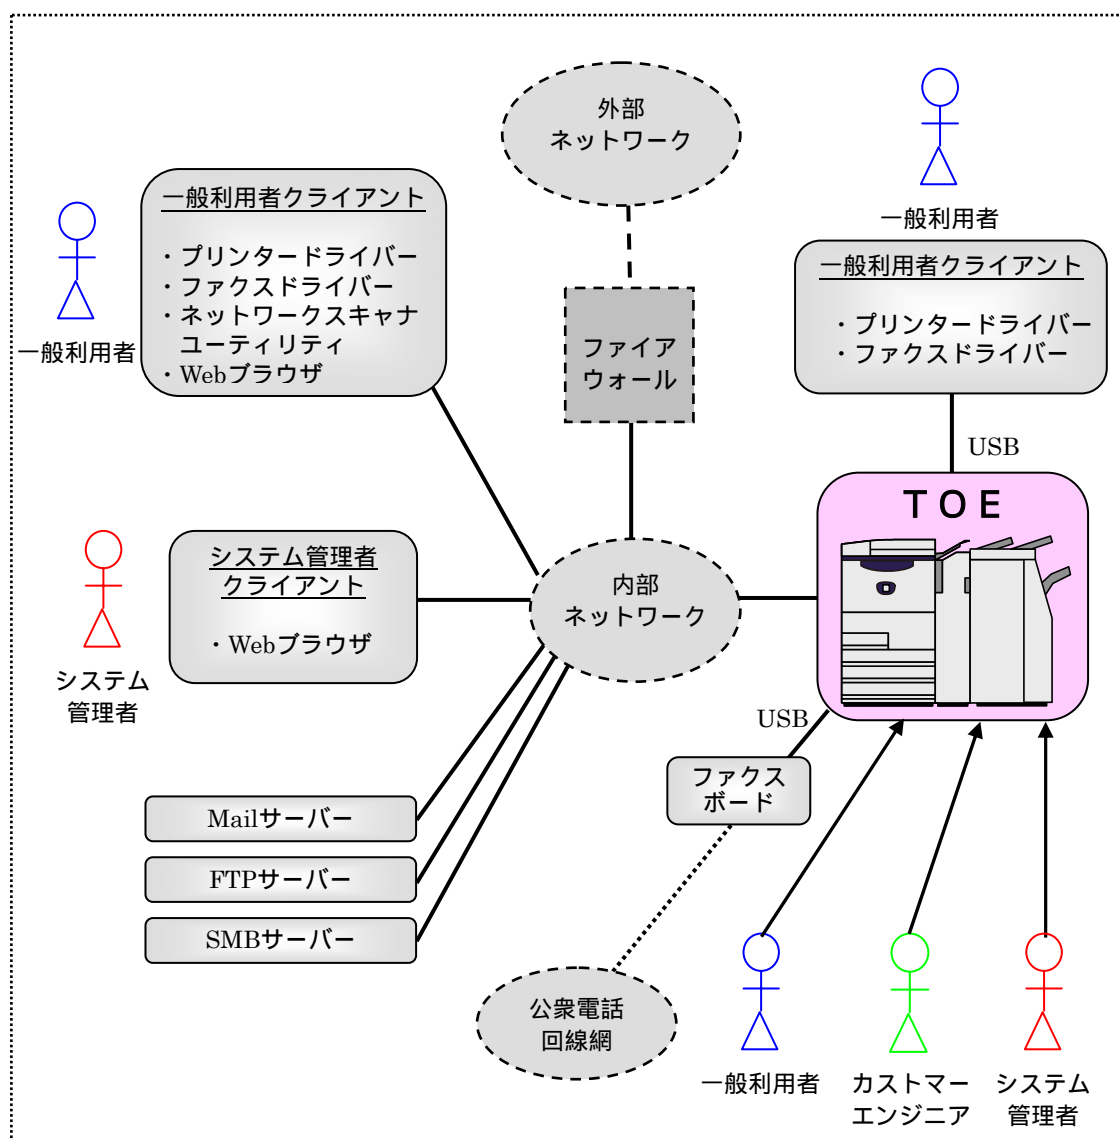 外部
ネットワーク
一般利用者
一般利用者クライアント
・プリンタードライバー
・ファクスドライバー
・ネットワークスキャナ
ユーティリティ
・Webブラウザ
一般利用者
ファイア
ウォール
一般利用者クライアント
・プリンタードライバー
・ファクスドライバー
USB
TOE
システム管理者
クライアント
・Webブラウザ
システム
管理者
内部
ネットワーク
USB
ファクス
ボード
Mailサーバー
FTPサーバー
SMBサーバー
公衆電話
回線網
一般利用者
カストマー
エンジニア
システム
管理者